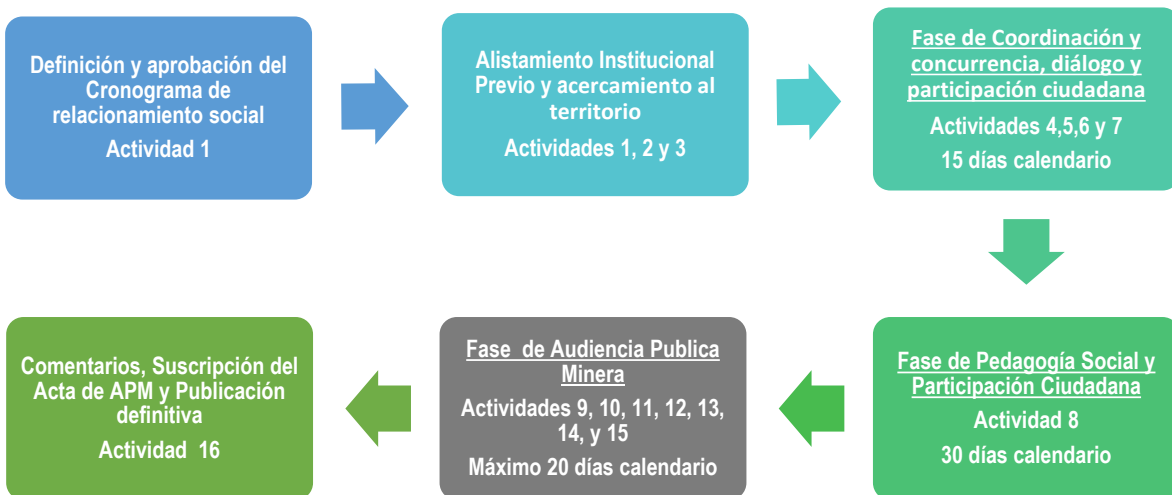 Definición y aprobación del
Cronograma de
relacionamiento social
Actividad 1
Alistamiento Institucional
Previo y acercamiento al
territorio
Actividades 1, 2 y 3
Fase de Coordinación y
concurrencia, diálogo y
participación ciudadana
Actividades 4,5,6 y 7
15 días calendario
Fase de Pedagogía Social y
Participación Ciudadana
Actividad 8
30 días calendario
Fase de Audiencia Publica
Minera
Actividades 9, 10, 11, 12, 13,
14, y 15
Máximo 20 días calendario
Comentarios, Suscripción del
Acta de APM y Publicación
definitiva
Actividad 16